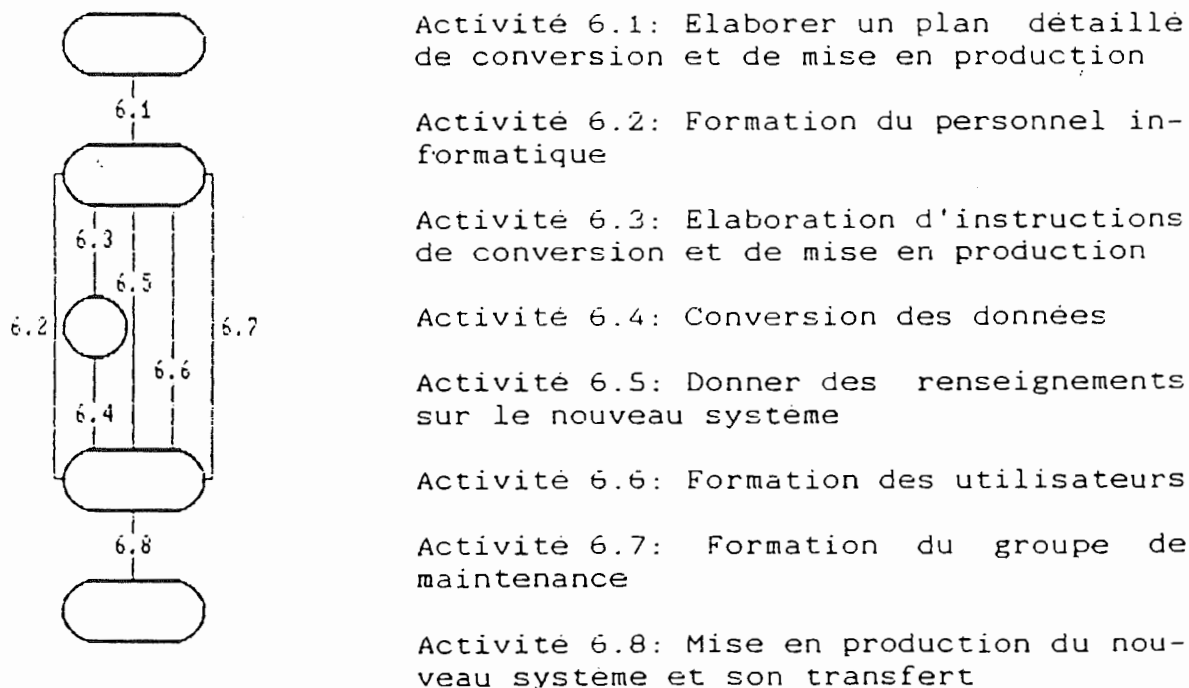 6.1
6.3
6.5
6.2
6.7
6.6
6.4
6.8
Activité 6.1: Elaborer un plan détaillé
de conversion et de mise en production
Activité 6.2: Formation du personnel in-
formatique
Activité 6.3: Elaboration d'instructions
de conversion et de mise en production
Activité 6.4: Conversion des données
Activité 6.5: Donner des renseignements
sur le nouveau système
Activité 6.6: Formation des utilisateurs
Activité 6.7: Formation du groupe de
maintenance
Activité 6.8: Mise en production du nou-
veau système et son transfert